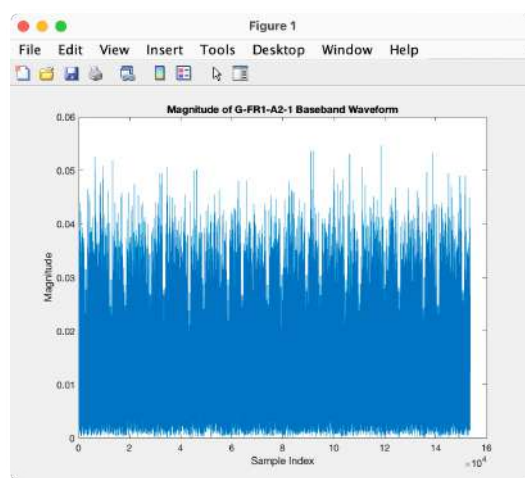 Figure 1
File Edit View Insert Tools Desktop Window Help
Magnitude of G-FR1-A2-1 Baseband Waveform
0.06
0.05
0.04
0.03
0.02
0.01
0
Magnitude
0 2 4 6 8 10 12 14 16
Sample Index
×10⁴